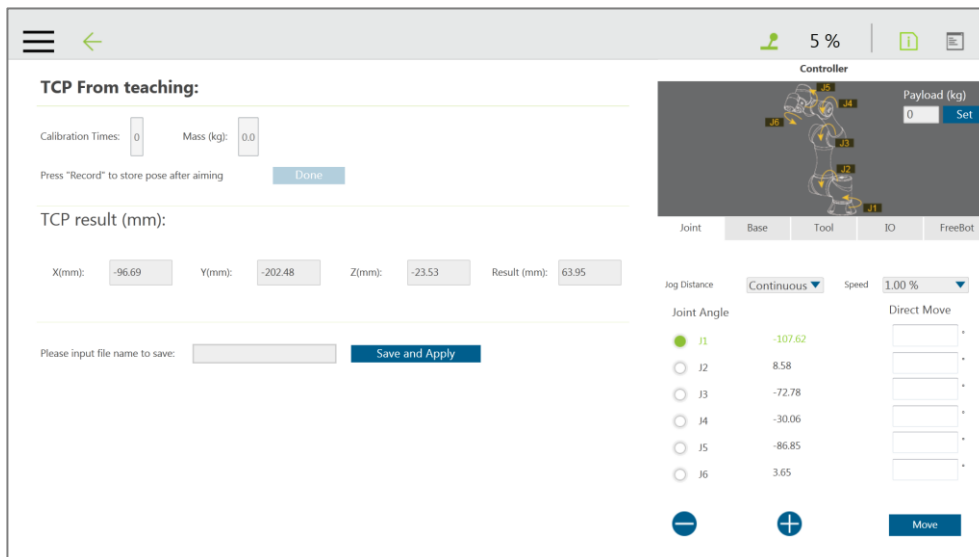 5 %
Controller
TCP From teaching:
Calibration Times: 0 Mass (kg): 0.0
Press "Record" to store pose after aiming Done
TCP result (mm):
X(mm): -96.69 Y(mm): -202.48 Z(mm): -23.53 Result (mm): 63.95
Please input file name to save: Save and Apply
Payload (kg)
0 Set
J5
J4
J6
J3
J2
J1
Joint Base Tool IO FreeBot
Jog Distance Continuous Speed 1.00 %
Joint Angle Direct Move
J1 -107.62 °
J2 8.58 °
J3 -72.78 °
J4 -30.06 °
J5 -86.85 °
J6 3.65 °
Move